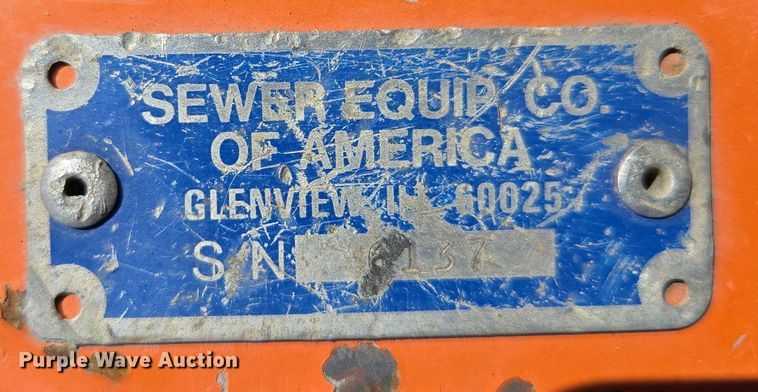 SEWER EQUIP. CO.
OF AMERICA
GLENVIEW, ILL 60025
S/N
Purple Wave Auction